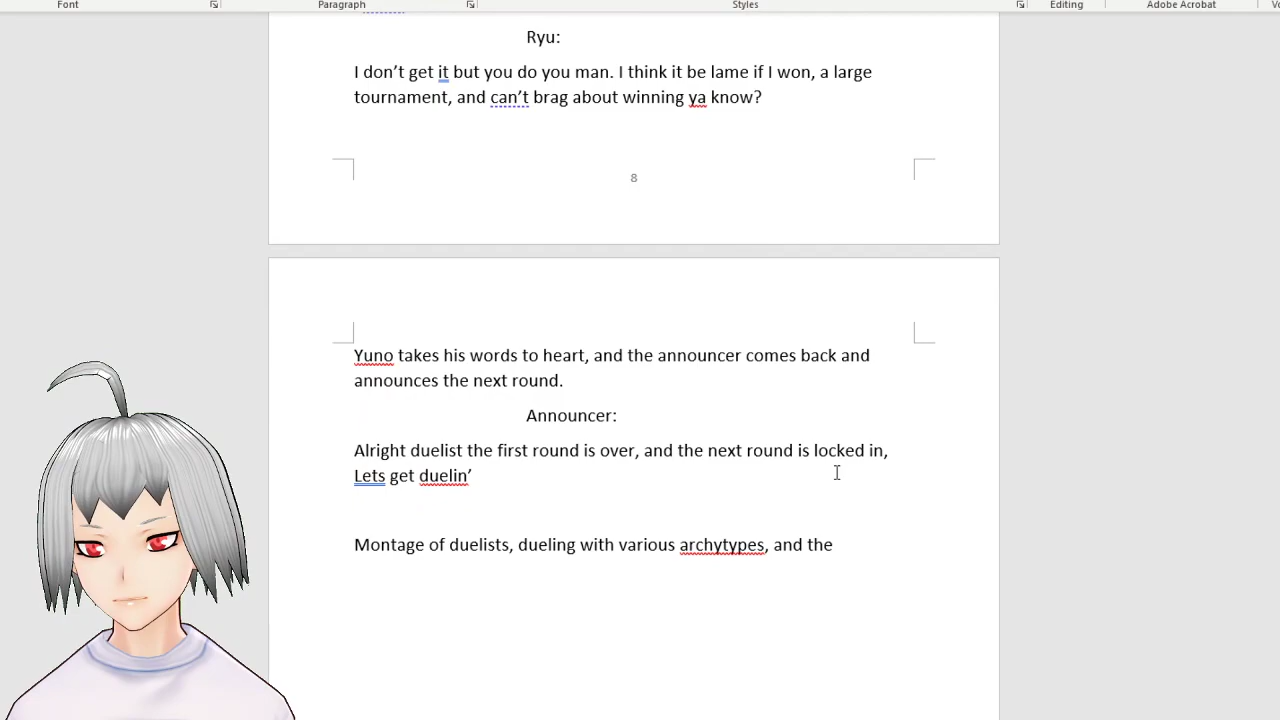 Font Paragraph Styles Editing Adobe Acrobat
Ryu:
I don’t get it but you do you man. I think it be lame if I won, a large
tournament, and can’t brag about winning ya know?
8
Yuno takes his words to heart, and the announcer comes back and
announces the next round.
Announcer:
Alright duelist the first round is over, and the next round is locked in,
Lets get duelin’
Montage of duelists, dueling with various archytypes, and the